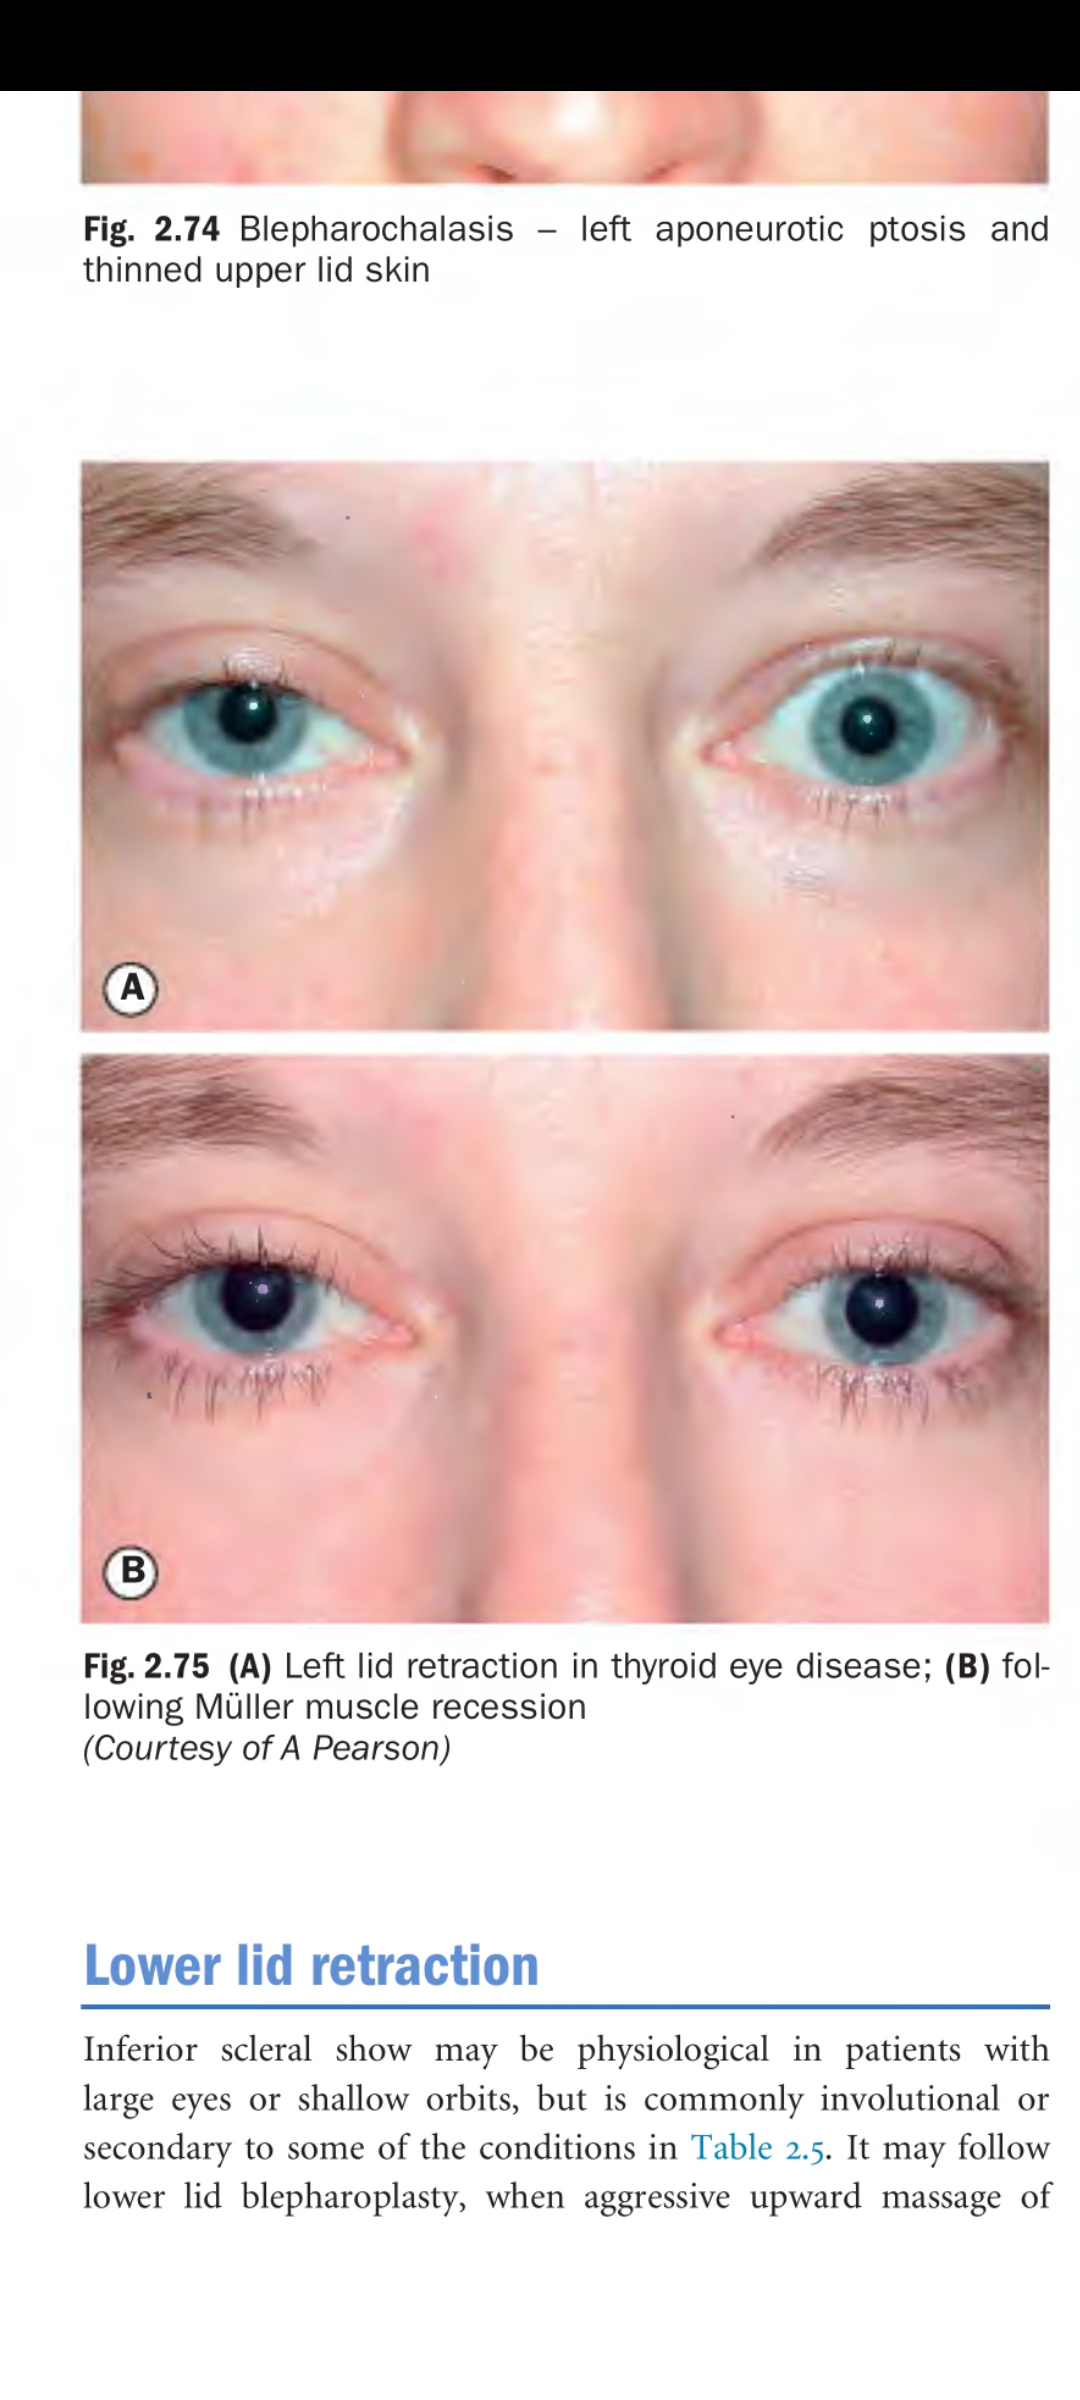 Fig. 2.74 Blepharochalasis – left aponeurotic ptosis and
thinned upper lid skin
A
B
Fig. 2.75 (A) Left lid retraction in thyroid eye disease; (B) fol-
lowing Müller muscle recession
(Courtesy of A Pearson)
Lower lid retraction
Inferior scleral show may be physiological in patients with
large eyes or shallow orbits, but is commonly involutional or
secondary to some of the conditions in Table 2.5. It may follow
lower lid blepharoplasty, when aggressive upward massage of